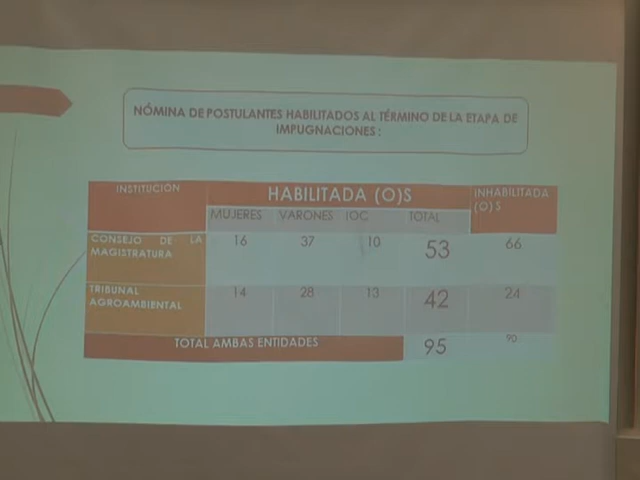 NÓMINA DE POSTULANTES HABILITADOS AL TÉRMINO DE LA ETAPA DE
IMPUGNACIONES :
INSTITUCIÓN
HABILITADA (O)S
INHABILITADA
(O) S
MUJERES VARONES IOC TOTAL
CONSEJO DE LA
MAGISTRATURA
16 37 10 53 66
TRIBUNAL
AGROAMBIENTAL
14 28 13 42 24
TOTAL AMBAS ENTIDADES 95 90